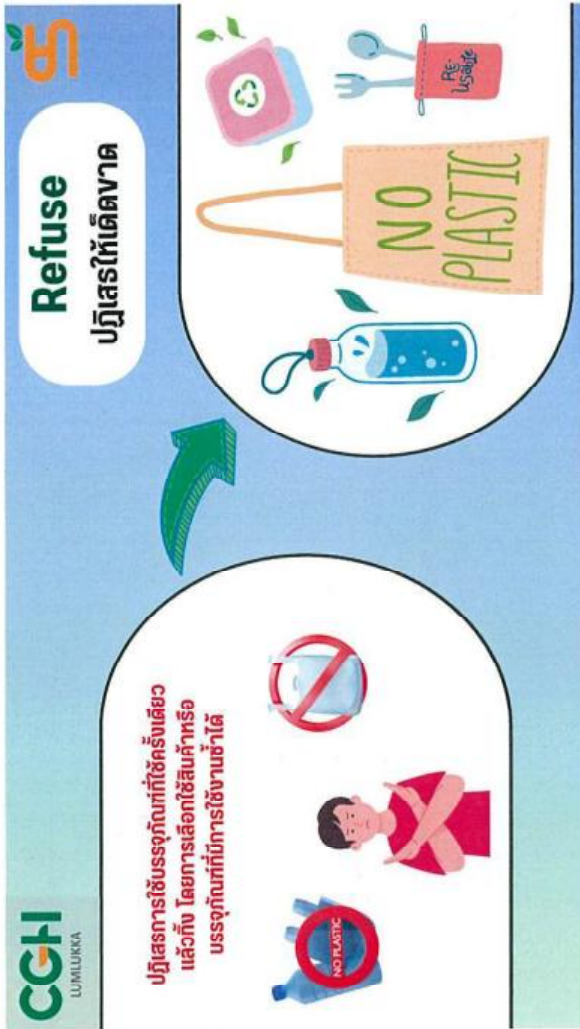 CGH
LUMLUKKA
Refuse
ปฏิเสธให้เด็ดขาด
ปฏิเสธการใช้บรรจุภัณฑ์ที่ใช้ครั้งเดียว
แล้วทิ้ง โดยการเลือกใช้สินค้าหรือ
บรรจุภัณฑ์ที่มีการใช้งานซ้ำได้
NO PLASTIC
NO
PLASTIC
RE-
USABLE